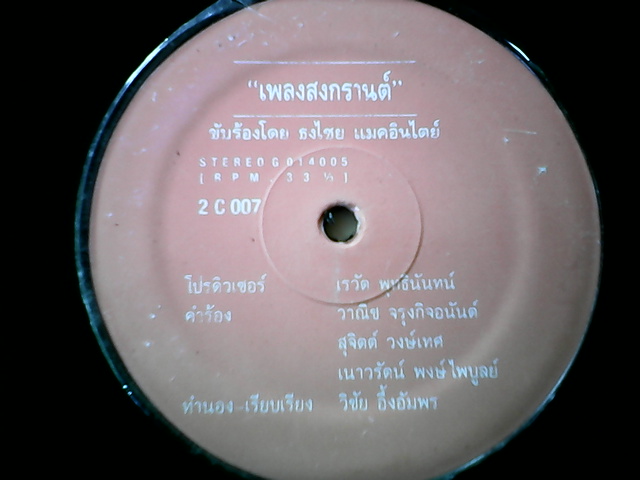 “เพลงสงกรานต์”
ขับร้องโดย ธงไชย แมคอินไตย์
STEREO G014005
( RPM. 33 ⅓ )
2 C 007
โปรดิวเซอร์ เรวัต พุทธินันทน์
คำร้อง วาณิช จรุงกิจอนันต์
สุจิตต์ วงษ์เทศ
เนาวรัตน์ พงษ์ไพบูลย์
ทำนอง-เรียบเรียง วิชัย อึ้งอัมพร